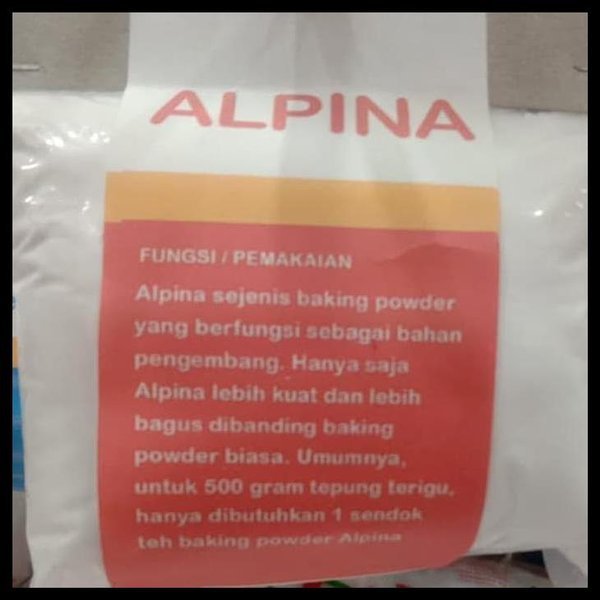 ALPINA
FUNGSI / PEMAKAIAN
Alpina sejenis baking powder
yang berfungsi sebagai bahan
pengembang. Hanya saja
Alpina lebih kuat dan lebih
bagus dibanding baking
powder biasa. Umumnya,
untuk 500 gram tepung terigu,
hanya dibutuhkan 1 sendok
teh baking powder Alpina